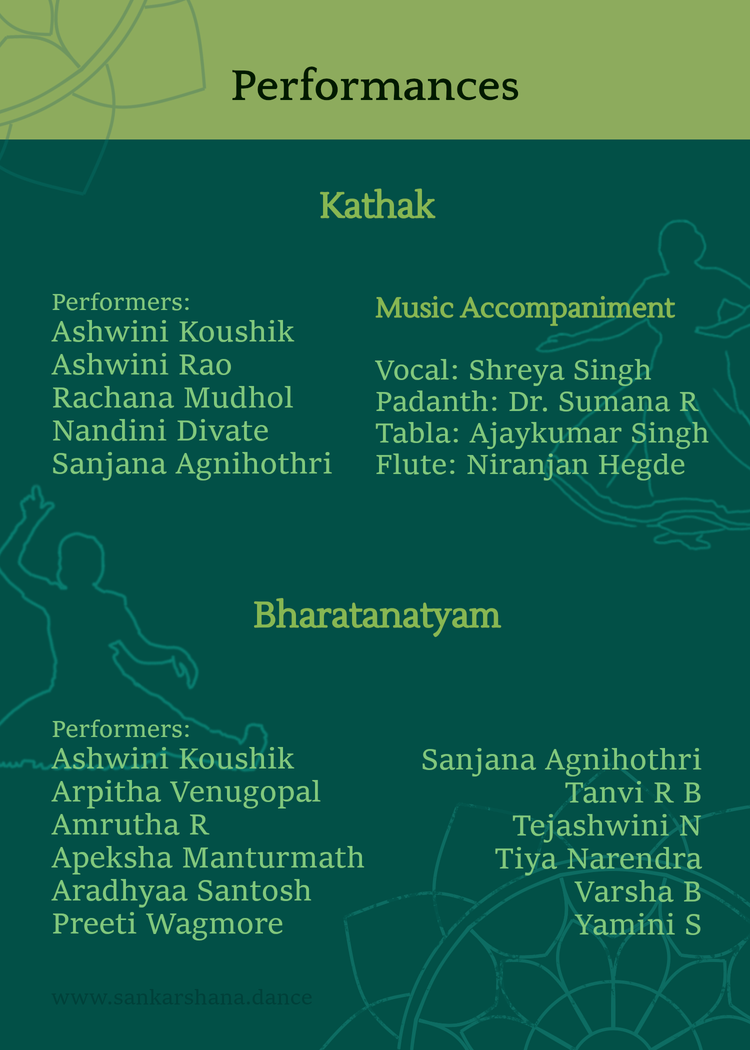 Performances
Kathak
Performers:
Ashwini Koushik
Ashwini Rao
Rachana Mudhol
Nandini Divate
Sanjana Agnihothri
Music Accompaniment
Vocal: Shreya Singh
Padanth: Dr. Sumana R
Tabla: Ajaykumar Singh
Flute: Niranjan Hegde
Bharatanatyam
Performers:
Ashwini Koushik
Arpitha Venugopal
Amrutha R
Apeksha Manturmath
Aradhyaa Santosh
Preeti Wagmore
Sanjana Agnihothri
Tanvi R B
Tejashwini N
Tiya Narendra
Varsha B
Yamini S
www.sankarshana.dance